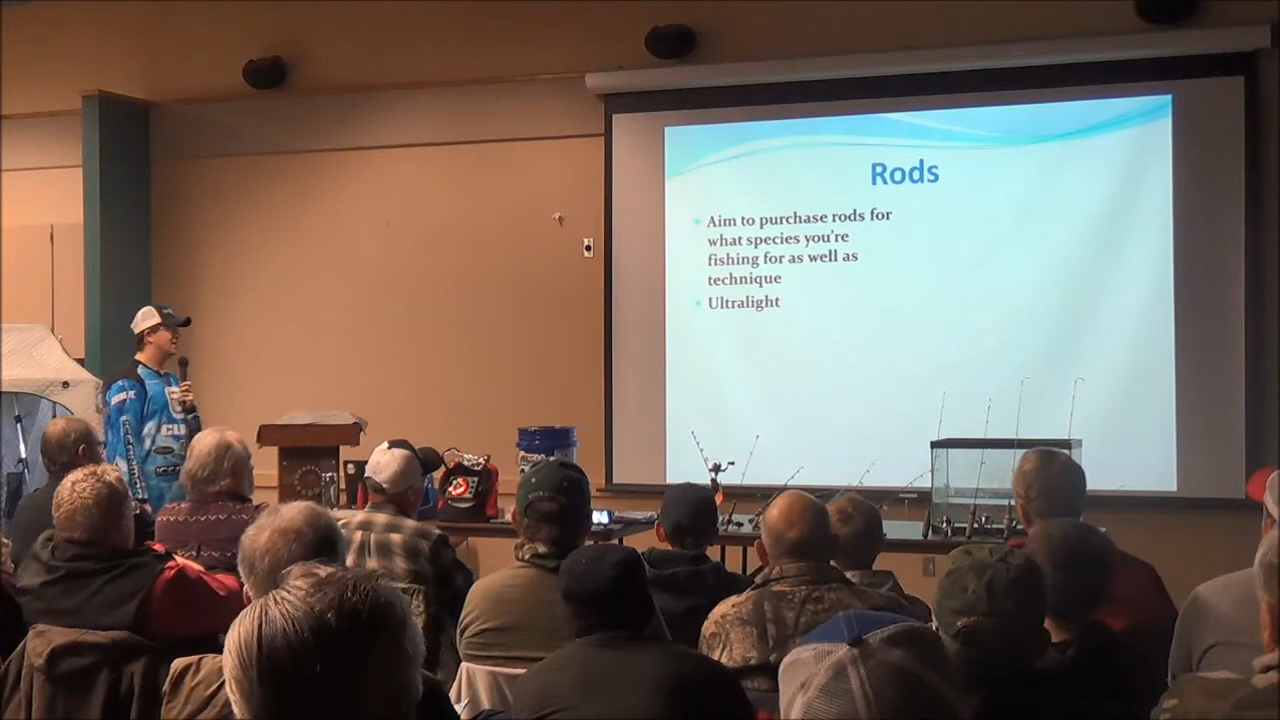 Rods
Aim to purchase rods for
what species you're
fishing for as well as
technique
Ultralight